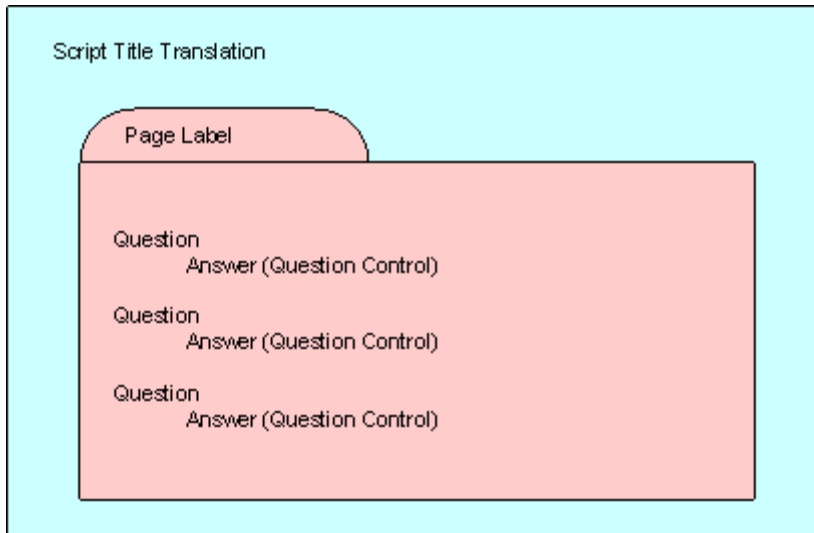 Script Title Translation
Page Label
Question
Answer (Question Control)
Question
Answer (Question Control)
Question
Answer (Question Control)